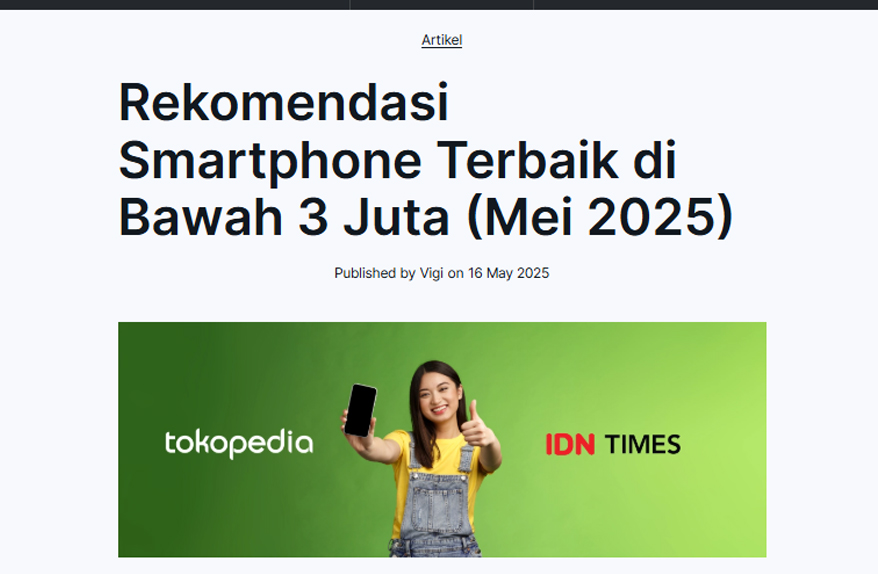 Artikel
Rekomendasi
Smartphone Terbaik di
Bawah 3 Juta (Mei 2025)
Published by Vigi on 16 May 2025
tokopedia
IDN TIMES